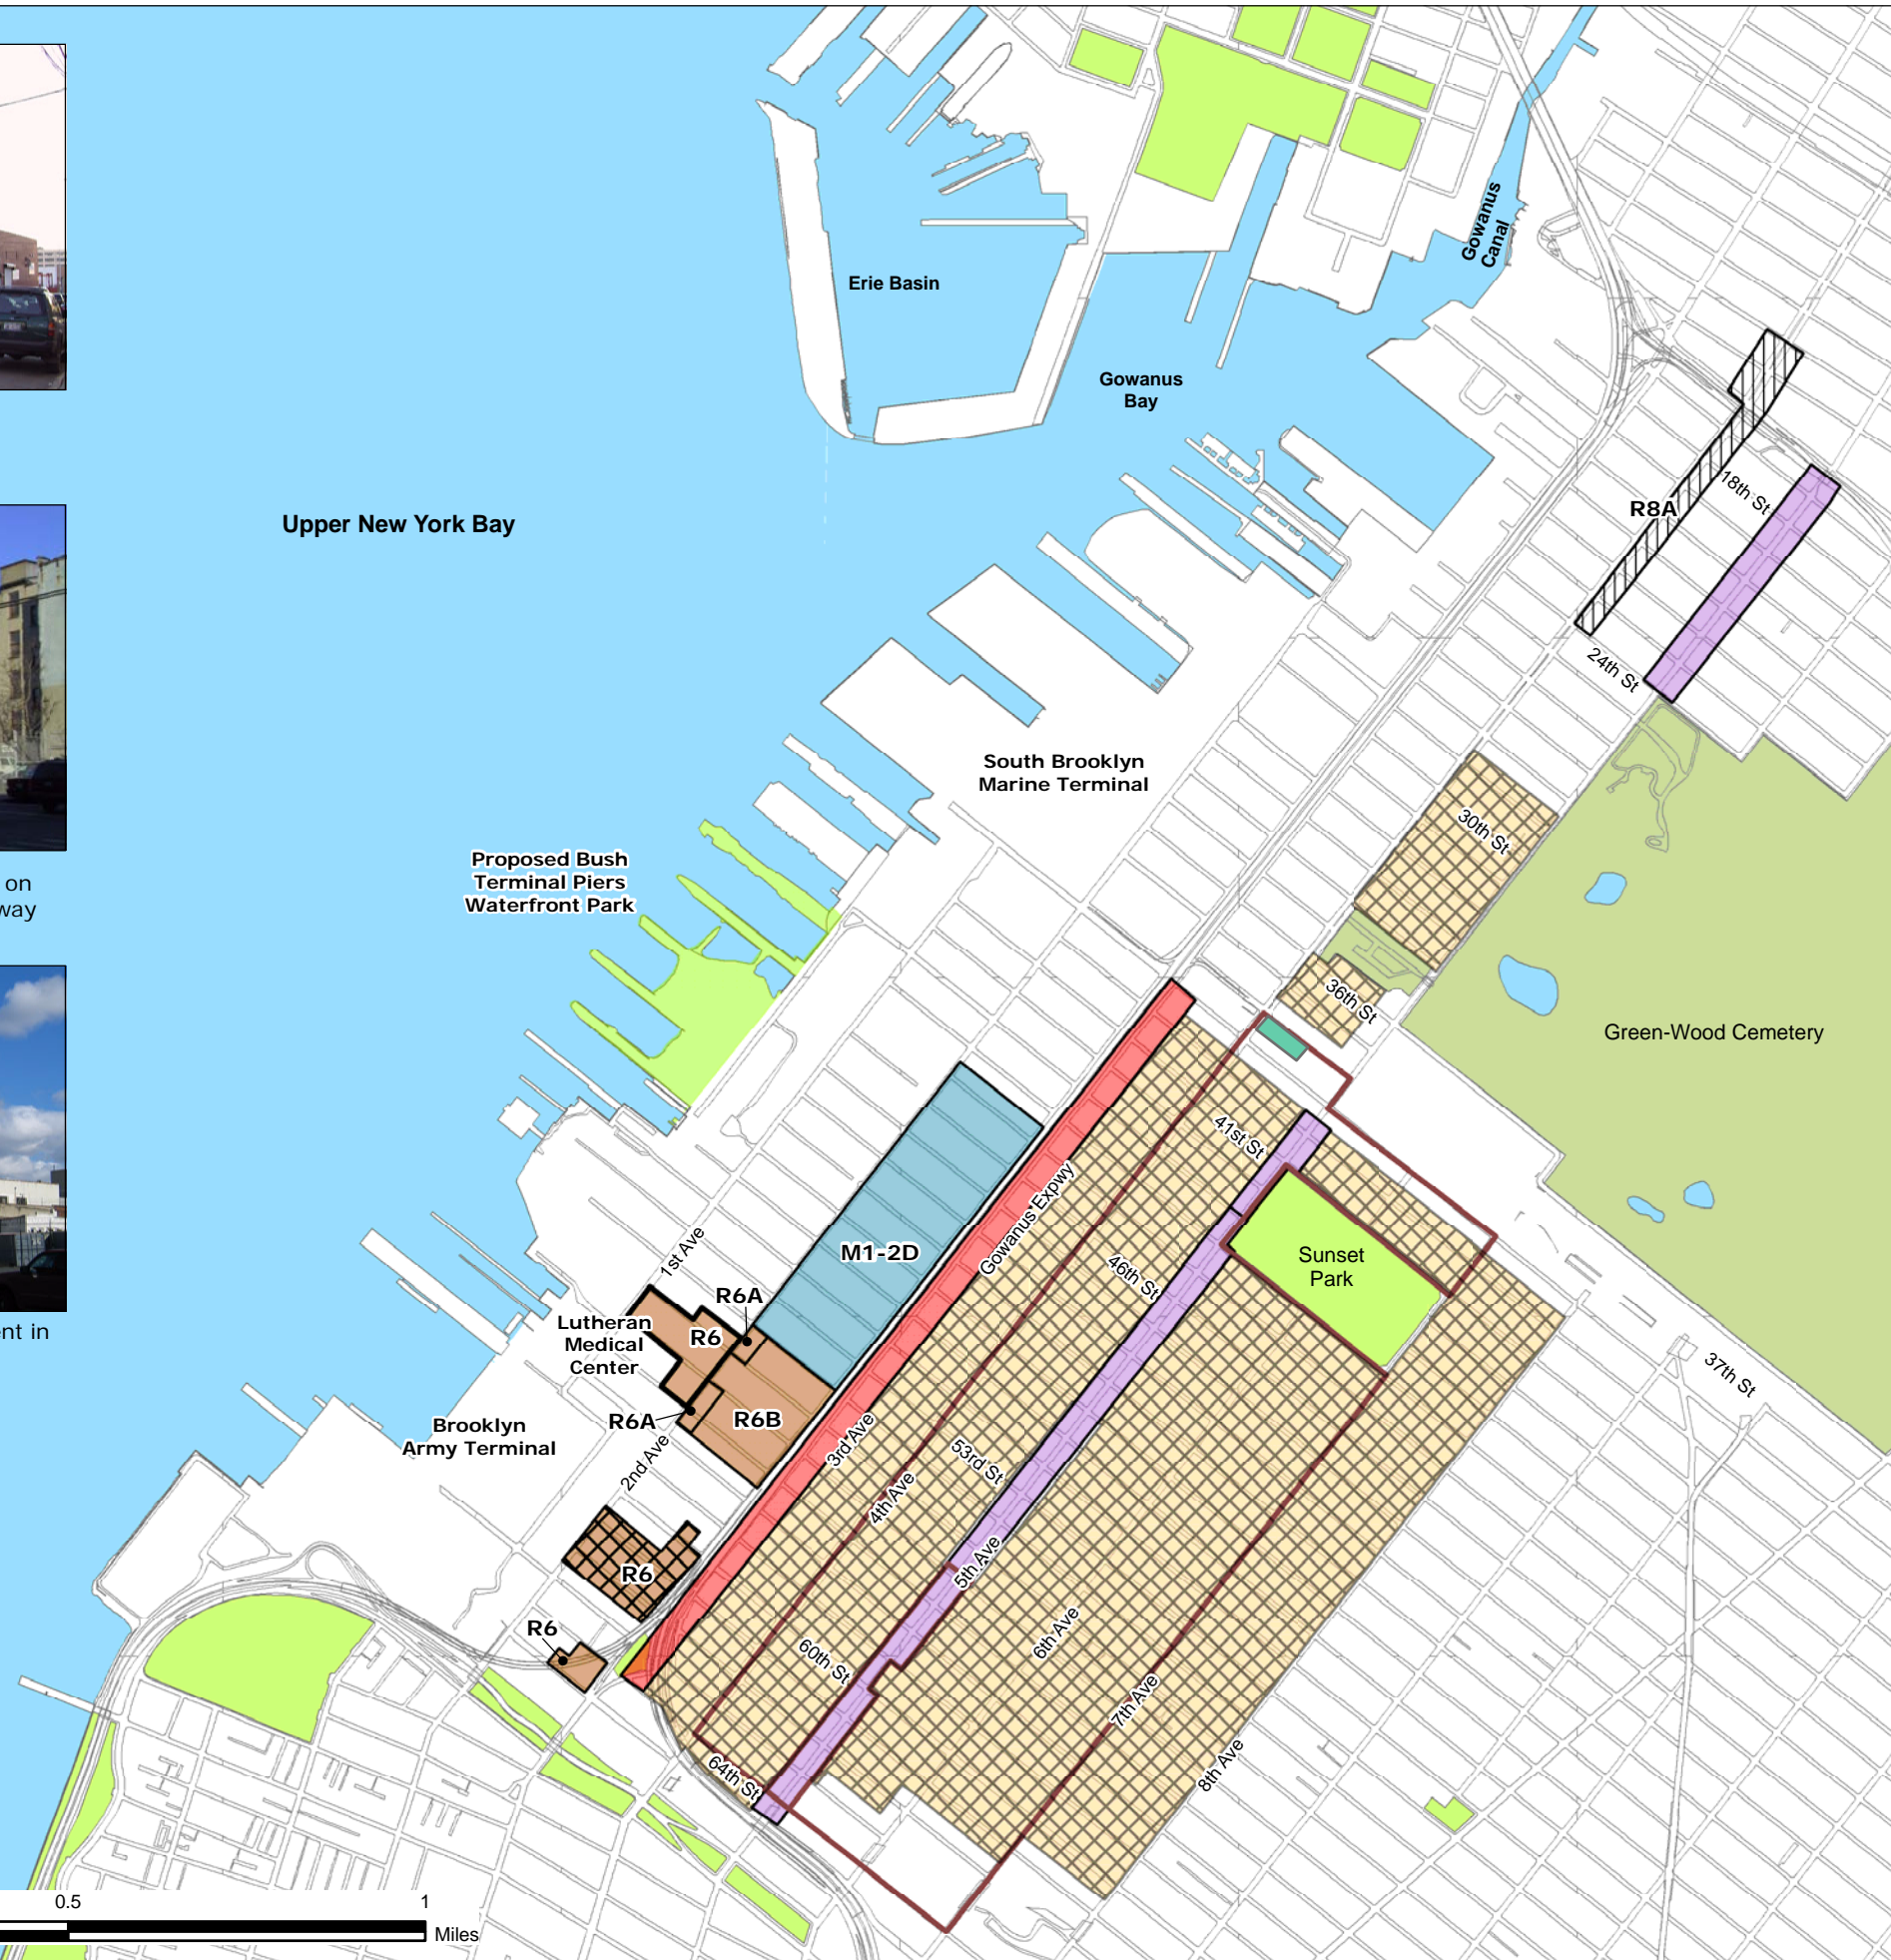 Gowanus
Canal
Erie Basin
Gowanus
Bay
18th St
R8A
Upper New York Bay
24th St
South Brooklyn
Marine Terminal
30th St
Proposed Bush
Terminal Piers
Waterfront Park
on
way
36th St
Green-Wood Cemetery
41st St
Gowanus Expwy
1st Ave
M1-2D
Sunset
Park
46th St
R6A
ent in
Lutheran
Medical
Center
R6
37th St
R6A
R6B
Brooklyn
Army Terminal
3rd Ave
2nd Ave
53rd St
4th Ave
5th Ave
R6
R6
6th Ave
60th St
7th Ave
64th St
8th Ave
0.5
1
Miles